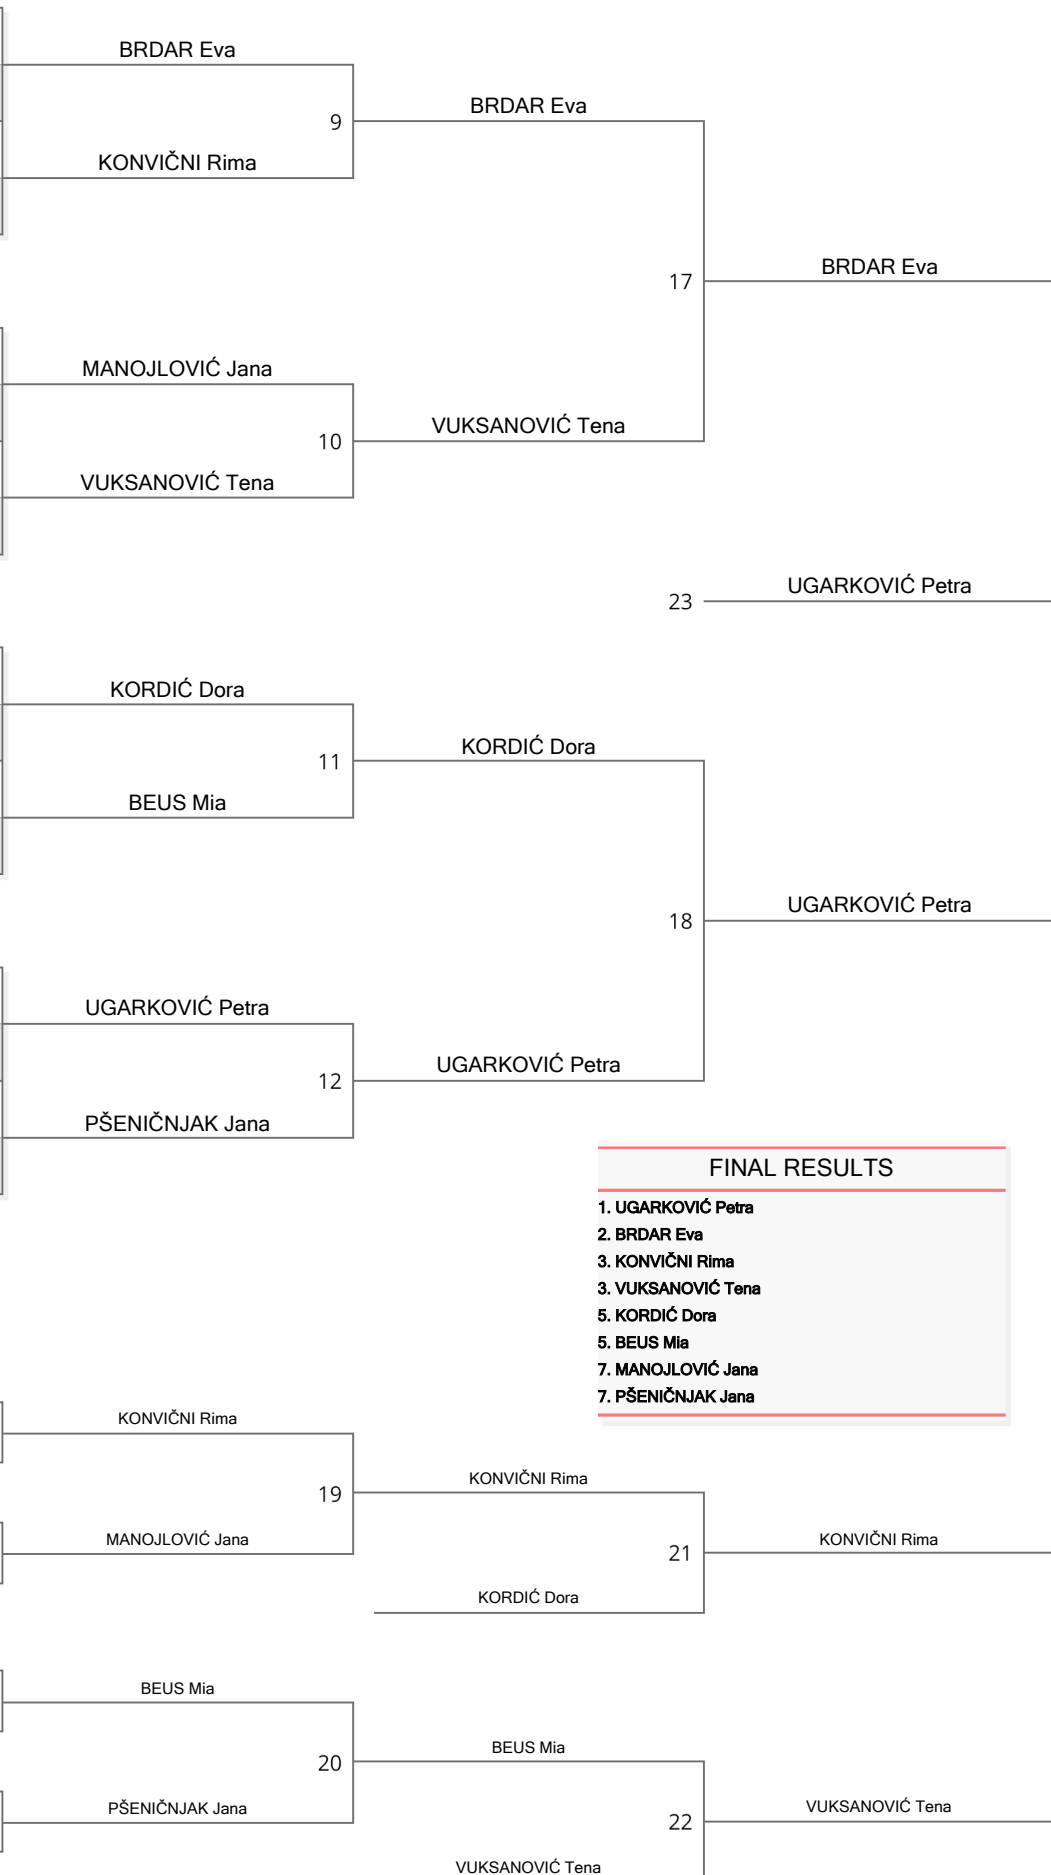 BRDAR Eva
BRDAR Eva
9
KONVIČNI Rima
BRDAR Eva
17
MANOJLOVIĆ Jana
VUKSANOVIĆ Tena
10
VUKSANOVIĆ Tena
UGARKOVIĆ Petra
23
KORDIĆ Dora
KORDIĆ Dora
11
BEUS Mia
UGARKOVIĆ Petra
18
UGARKOVIĆ Petra
UGARKOVIĆ Petra
12
PŠENIČNJAK Jana
FINAL RESULTS
1. UGARKOVIĆ Petra
2. BRDAR Eva
3. KONVIČNI Rima
3. VUKSANOVIĆ Tena
5. KORDIĆ Dora
5. BEUS Mia
7. MANOJLOVIĆ Jana
7. PŠENIČNJAK Jana
KONVIČNI Rima
KONVIČNI Rima
19
MANOJLOVIĆ Jana
KONVIČNI Rima
21
KORDIĆ Dora
BEUS Mia
BEUS Mia
20
PŠENIČNJAK Jana
VUKSANOVIĆ Tena
22
VUKSANOVIĆ Tena